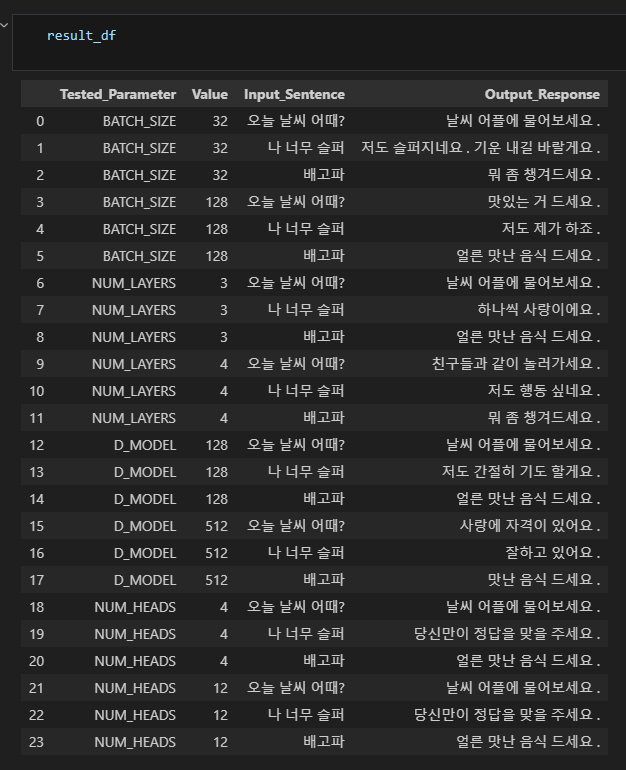 result_df
Tested_Parameter Value Input_Sentence Output_Response
0 BATCH_SIZE 32 오늘 날씨 어때? 날씨 어플에 물어보세요 .
1 BATCH_SIZE 32 나 너무 슬퍼 저도 슬퍼지네요 . 기운 내길 바랄게요 .
2 BATCH_SIZE 32 배고파 뭐 좀 챙겨드세요 .
3 BATCH_SIZE 128 오늘 날씨 어때? 맛있는 거 드세요 .
4 BATCH_SIZE 128 나 너무 슬퍼 저도 제가 하죠 .
5 BATCH_SIZE 128 배고파 얼른 맛난 음식 드세요 .
6 NUM_LAYERS 3 오늘 날씨 어때? 날씨 어플에 물어보세요 .
7 NUM_LAYERS 3 나 너무 슬퍼 하나씩 사랑이에요 .
8 NUM_LAYERS 3 배고파 얼른 맛난 음식 드세요 .
9 NUM_LAYERS 4 오늘 날씨 어때? 친구들과 같이 놀러가세요 .
10 NUM_LAYERS 4 나 너무 슬퍼 저도 행동 싶네요 .
11 NUM_LAYERS 4 배고파 뭐 좀 챙겨드세요 .
12 D_MODEL 128 오늘 날씨 어때? 날씨 어플에 물어보세요 .
13 D_MODEL 128 나 너무 슬퍼 저도 간절히 기도 할게요 .
14 D_MODEL 128 배고파 얼른 맛난 음식 드세요 .
15 D_MODEL 512 오늘 날씨 어때? 사랑에 자격이 있어요 .
16 D_MODEL 512 나 너무 슬퍼 잘하고 있어요 .
17 D_MODEL 512 배고파 맛난 음식 드세요 .
18 NUM_HEADS 4 오늘 날씨 어때? 날씨 어플에 물어보세요 .
19 NUM_HEADS 4 나 너무 슬퍼 당신만이 정답을 맞을 주세요 .
20 NUM_HEADS 4 배고파 얼른 맛난 음식 드세요 .
21 NUM_HEADS 12 오늘 날씨 어때? 날씨 어플에 물어보세요 .
22 NUM_HEADS 12 나 너무 슬퍼 당신만이 정답을 맞을 주세요 .
23 NUM_HEADS 12 배고파 얼른 맛난 음식 드세요 .